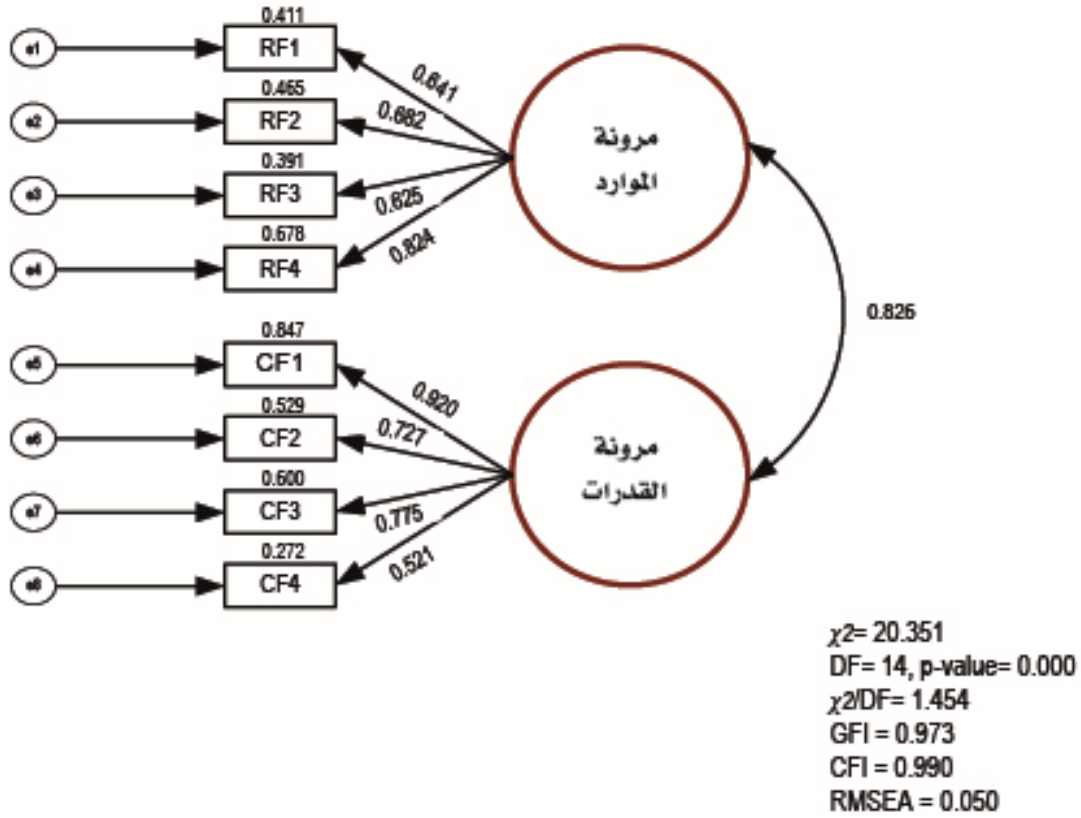 0.411
e1 RF1 0.641
0.465
e2 RF2 0.682
0.391
e3 RF3 0.625
0.678
e4 RF4 0.824
مرونة
الموارد
0.826
0.847
e5 CF1 0.920
0.529
e6 CF2 0.727
0.600
e7 CF3 0.775
0.272
e8 CF4 0.521
مرونة
القدرات
χ2= 20.351
DF= 14, p-value= 0.000
χ2/DF= 1.454
GFI = 0.973
CFI = 0.990
RMSEA = 0.050